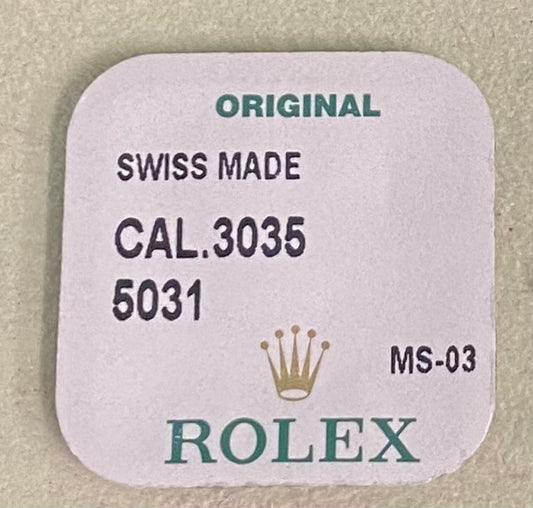 ORIGINAL
SWISS MADE
CAL.3035
5031
MS-03
ROLEX